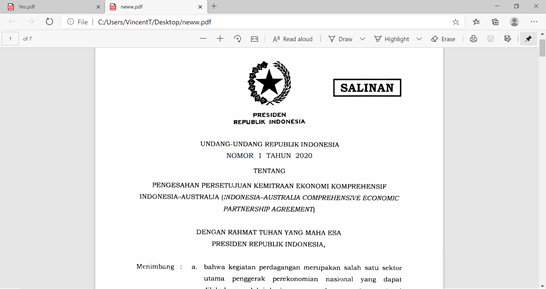 Yes.pdf
neww.pdf
File
C:/Users/VincentT/Desktop/neww.pdf
1 of 7
Read aloud
Draw
Highlight
Erase
SALINAN
PRESIDEN
REPUBLIK INDONESIA
UNDANG-UNDANG REPUBLIK INDONESIA
NOMOR 1 TAHUN 2020
TENTANG
PENGESAHAN PERSETUJUAN KEMITRAAN EKONOMI KOMPREHENSIF
INDONESIA–AUSTRALIA (INDONESIA–AUSTRALIA COMPREHENSIVE ECONOMIC
PARTNERSHIP AGREEMENT)
DENGAN RAHMAT TUHAN YANG MAHA ESA
PRESIDEN REPUBLIK INDONESIA,
Menimbang : a. bahwa kegiatan perdagangan merupakan salah satu sektor
utama penggerak perekonomian nasional yang dapat